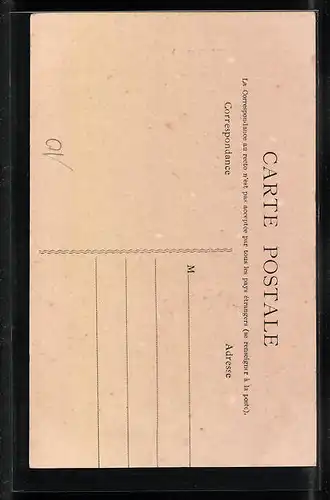 CARTE POSTALE
La Correspondance au recto n'est pas acceptée par tous les pays étrangers (se renseigner à la poste).
Correspondance
Adresse
M